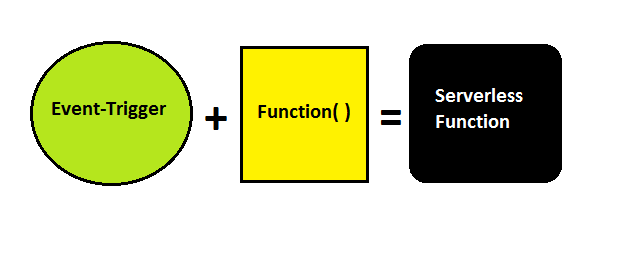 Event-Trigger + Function( ) = Serverless
Function